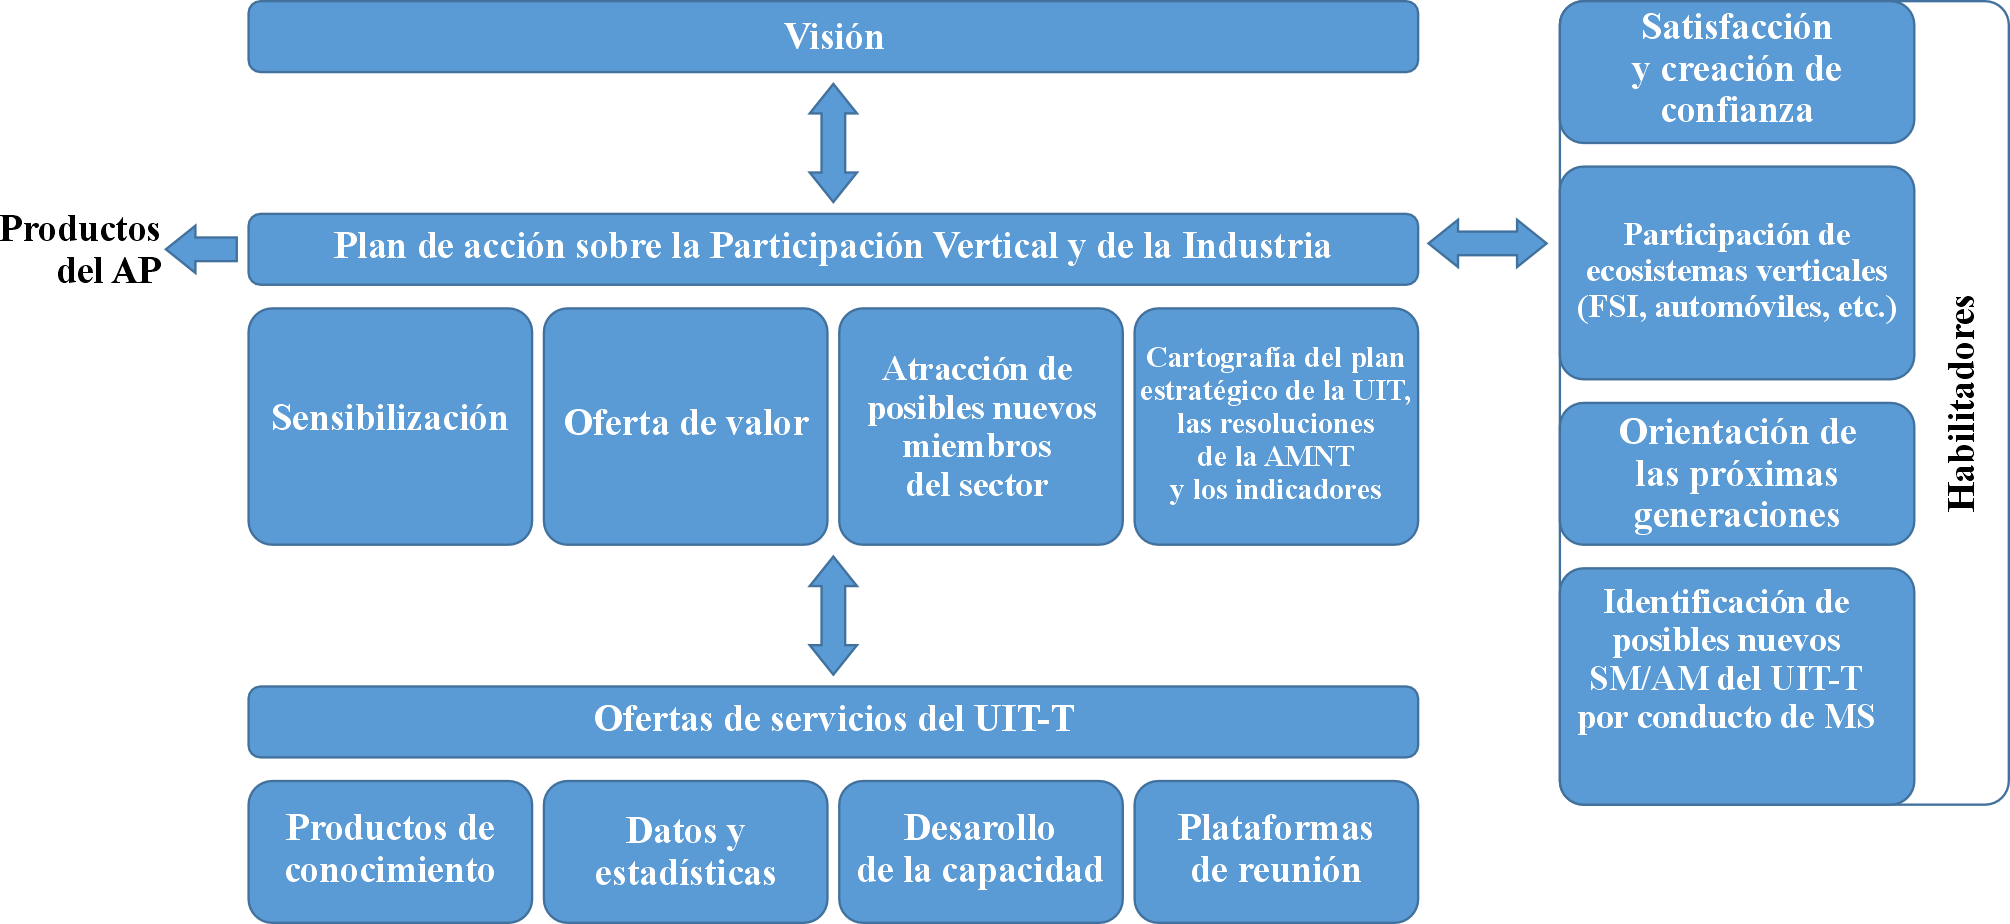 Visión
Productos
del AP
Plan de acción sobre la Participación Vertical y de la Industria
Sensibilización
Oferta de valor
Atracción de
posibles nuevos
miembros
del sector
Cartografía del plan
estratégico de la UIT,
las resoluciones
de la AMNT
y los indicadores
Ofertas de servicios del UIT-T
Productos de
conocimiento
Datos y
estadísticas
Desarollo
de la capacidad
Plataformas
de reunión
Satisfacción
y creación de
confianza
Participación de
ecosistemas verticales
(FSI, automóviles, etc.)
Orientación de
las próximas
generaciones
Identificación de
posibles nuevos
SM/AM del UIT-T
por conducto de MS
Habilitadores